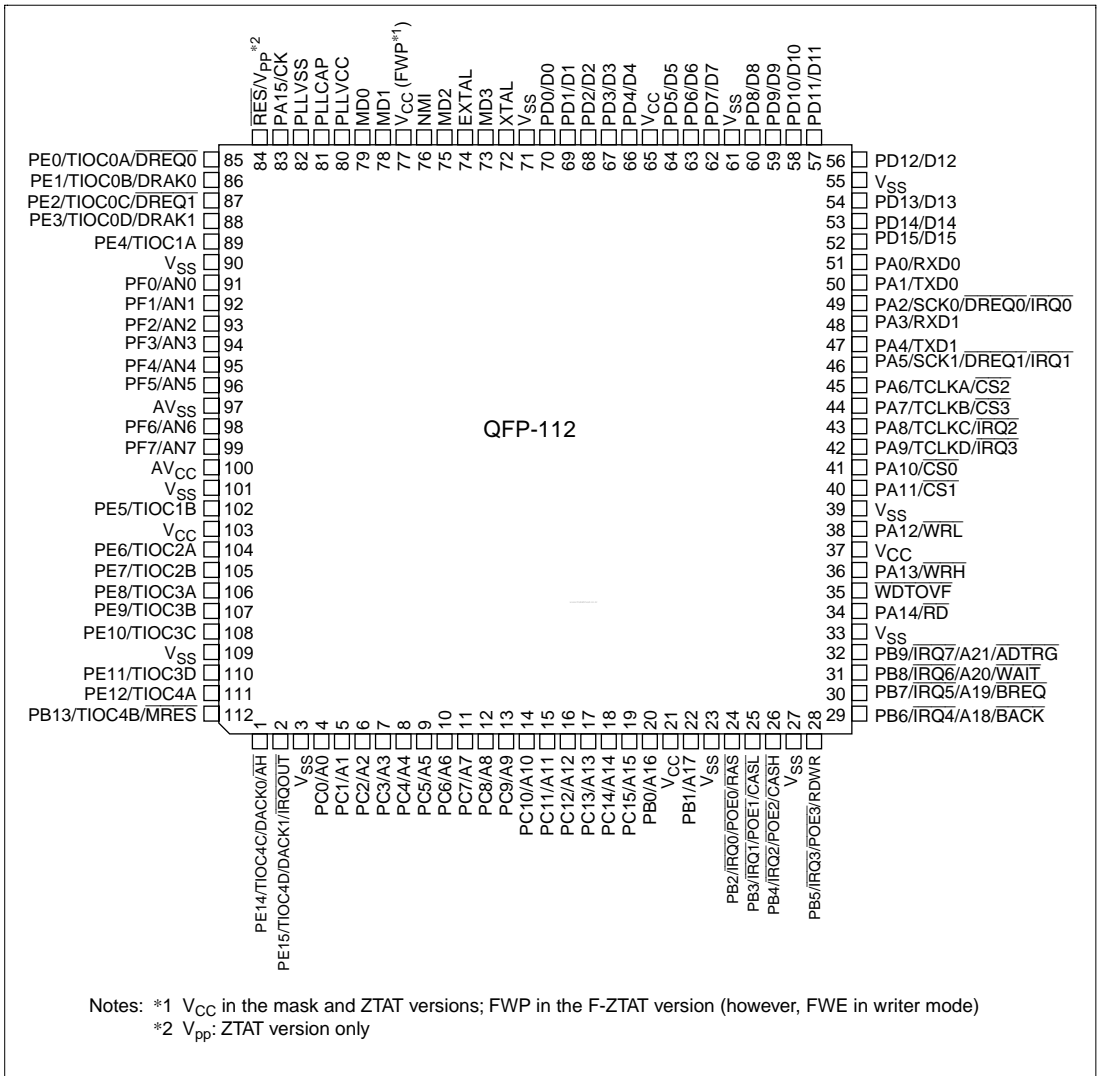 RES/VPP*2
PA15/CK
PLLVSS
PLLCAP
PLLVCC
MD0
MD1
VCC (FWP*1)
NMI
MD2
EXTAL
MD3
XTAL
VSS
PD0/D0
PD1/D1
PD2/D2
PD3/D3
PD4/D4
VCC
PD5/D5
PD6/D6
PD7/D7
VSS
PD8/D8
PD9/D9
PD10/D10
PD11/D11
84 83 82 81 80 79 78 77 76 75 74 73 72 71 70 69 68 67 66 65 64 63 62 61 60 59 58 57
PE0/TIOC0A/DREQ0 85
PE1/TIOC0B/DRAK0 86
PE2/TIOC0C/DREQ1 87
PE3/TIOC0D/DRAK1 88
PE4/TIOC1A 89
VSS 90
PF0/AN0 91
PF1/AN1 92
PF2/AN2 93
PF3/AN3 94
PF4/AN4 95
PF5/AN5 96
AVSS 97
PF6/AN6 98
PF7/AN7 99
AVCC 100
VSS 101
PE5/TIOC1B 102
VCC 103
PE6/TIOC2A 104
PE7/TIOC2B 105
PE8/TIOC3A 106
PE9/TIOC3B 107
PE10/TIOC3C 108
VSS 109
PE11/TIOC3D 110
PE12/TIOC4A 111
PB13/TIOC4B/MRES 112
QFP-112
56 PD12/D12
55 VSS
54 PD13/D13
53 PD14/D14
52 PD15/D15
51 PA0/RXD0
50 PA1/TXD0
49 PA2/SCK0/DREQ0/IRQ0
48 PA3/RXD1
47 PA4/TXD1
46 PA5/SCK1/DREQ1/IRQ1
45 PA6/TCLKA/CS2
44 PA7/TCLKB/CS3
43 PA8/TCLKC/IRQ2
42 PA9/TCLKD/IRQ3
41 PA10/CS0
40 PA11/CS1
39 VSS
38 PA12/WRL
37 VCC
36 PA13/WRH
35 WDTOVF
34 PA14/RD
33 VSS
32 PB9/IRQ7/A21/ADTRG
31 PB8/IRQ6/A20/WAIT
30 PB7/IRQ5/A19/BREQ
29 PB6/IRQ4/A18/BACK
1 2 3 4 5 6 7 8 9 10 11 12 13 14 15 16 17 18 19 20 21 22 23 24 25 26 27 28
PE14/TIOC4C/DACK0/AH
PE15/TIOC4D/DACK1/IRQOUT
VSS
PC0/A0
PC1/A1
PC2/A2
PC3/A3
PC4/A4
PC5/A5
PC6/A6
PC7/A7
PC8/A8
PC9/A9
PC10/A10
PC11/A11
PC12/A12
PC13/A13
PC14/A14
PC15/A15
PB0/A16
VCC
PB1/A17
VSS
PB2/IRQ0/POE0/RAS
PB3/IRQ1/POE1/CASL
PB4/IRQ2/POE2/CASH
VSS
PB5/IRQ3/POE3/RDWR
Notes: *1 VCC in the mask and ZTAT versions; FWP in the F-ZTAT version (however, FWE in writer mode)
*2 Vpp: ZTAT version only